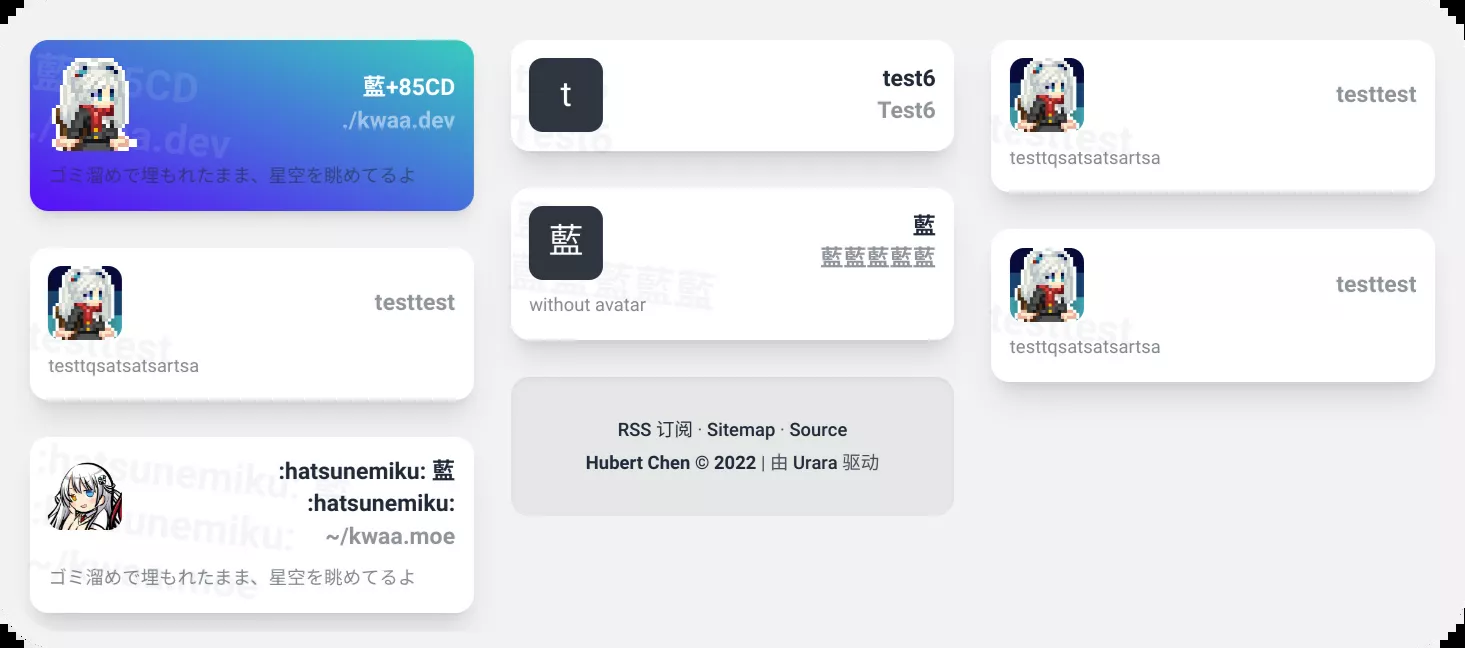 藍+85CD
./kwaa.dev
ゴミ溜めで埋もれたまま、星空を眺めてるよ
testtest
testtqsatsatsartsa
:hatsunemiku: 藍
:hatsunemiku:
~/kwaa.moe
ゴミ溜めで埋もれたまま、星空を眺めてるよ
t
test6
Test6
藍
藍
藍藍藍藍藍
without avatar
RSS 订阅 · Sitemap · Source
Hubert Chen © 2022 | 由 Urara 驱动
testtest
testtqsatsatsartsa
testtest
testtqsatsatsartsa